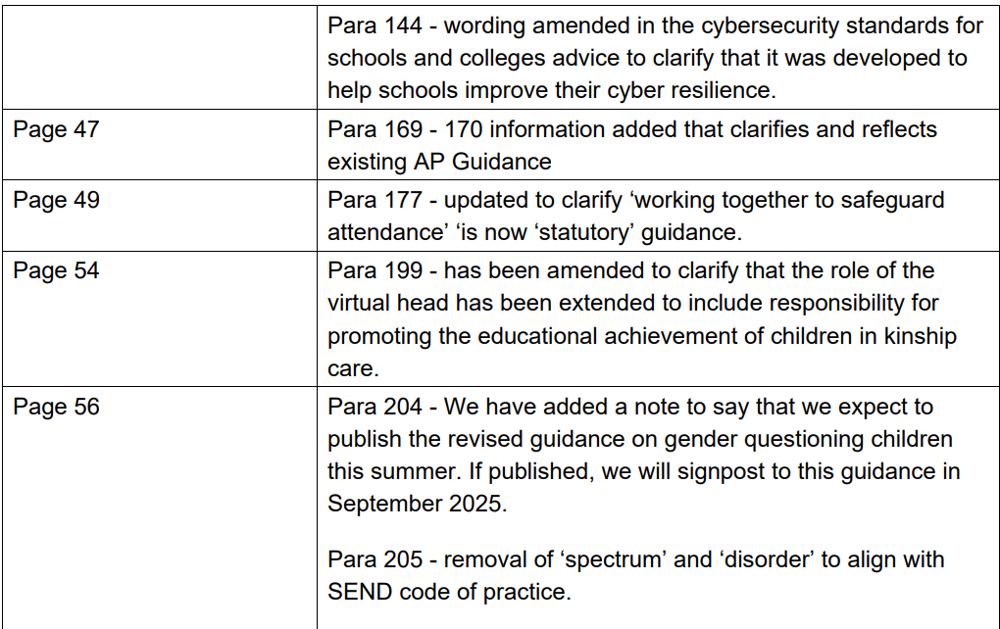 Para 144 - wording amended in the cybersecurity standards for
schools and colleges advice to clarify that it was developed to
help schools improve their cyber resilience.
Page 47
Para 169 - 170 information added that clarifies and reflects
existing AP Guidance
Page 49
Para 177 - updated to clarify ‘working together to safeguard
attendance’ ‘is now ‘statutory’ guidance.
Page 54
Para 199 - has been amended to clarify that the role of the
virtual head has been extended to include responsibility for
promoting the educational achievement of children in kinship
care.
Page 56
Para 204 - We have added a note to say that we expect to
publish the revised guidance on gender questioning children
this summer. If published, we will signpost to this guidance in
September 2025.
Para 205 - removal of ‘spectrum’ and ‘disorder’ to align with
SEND code of practice.